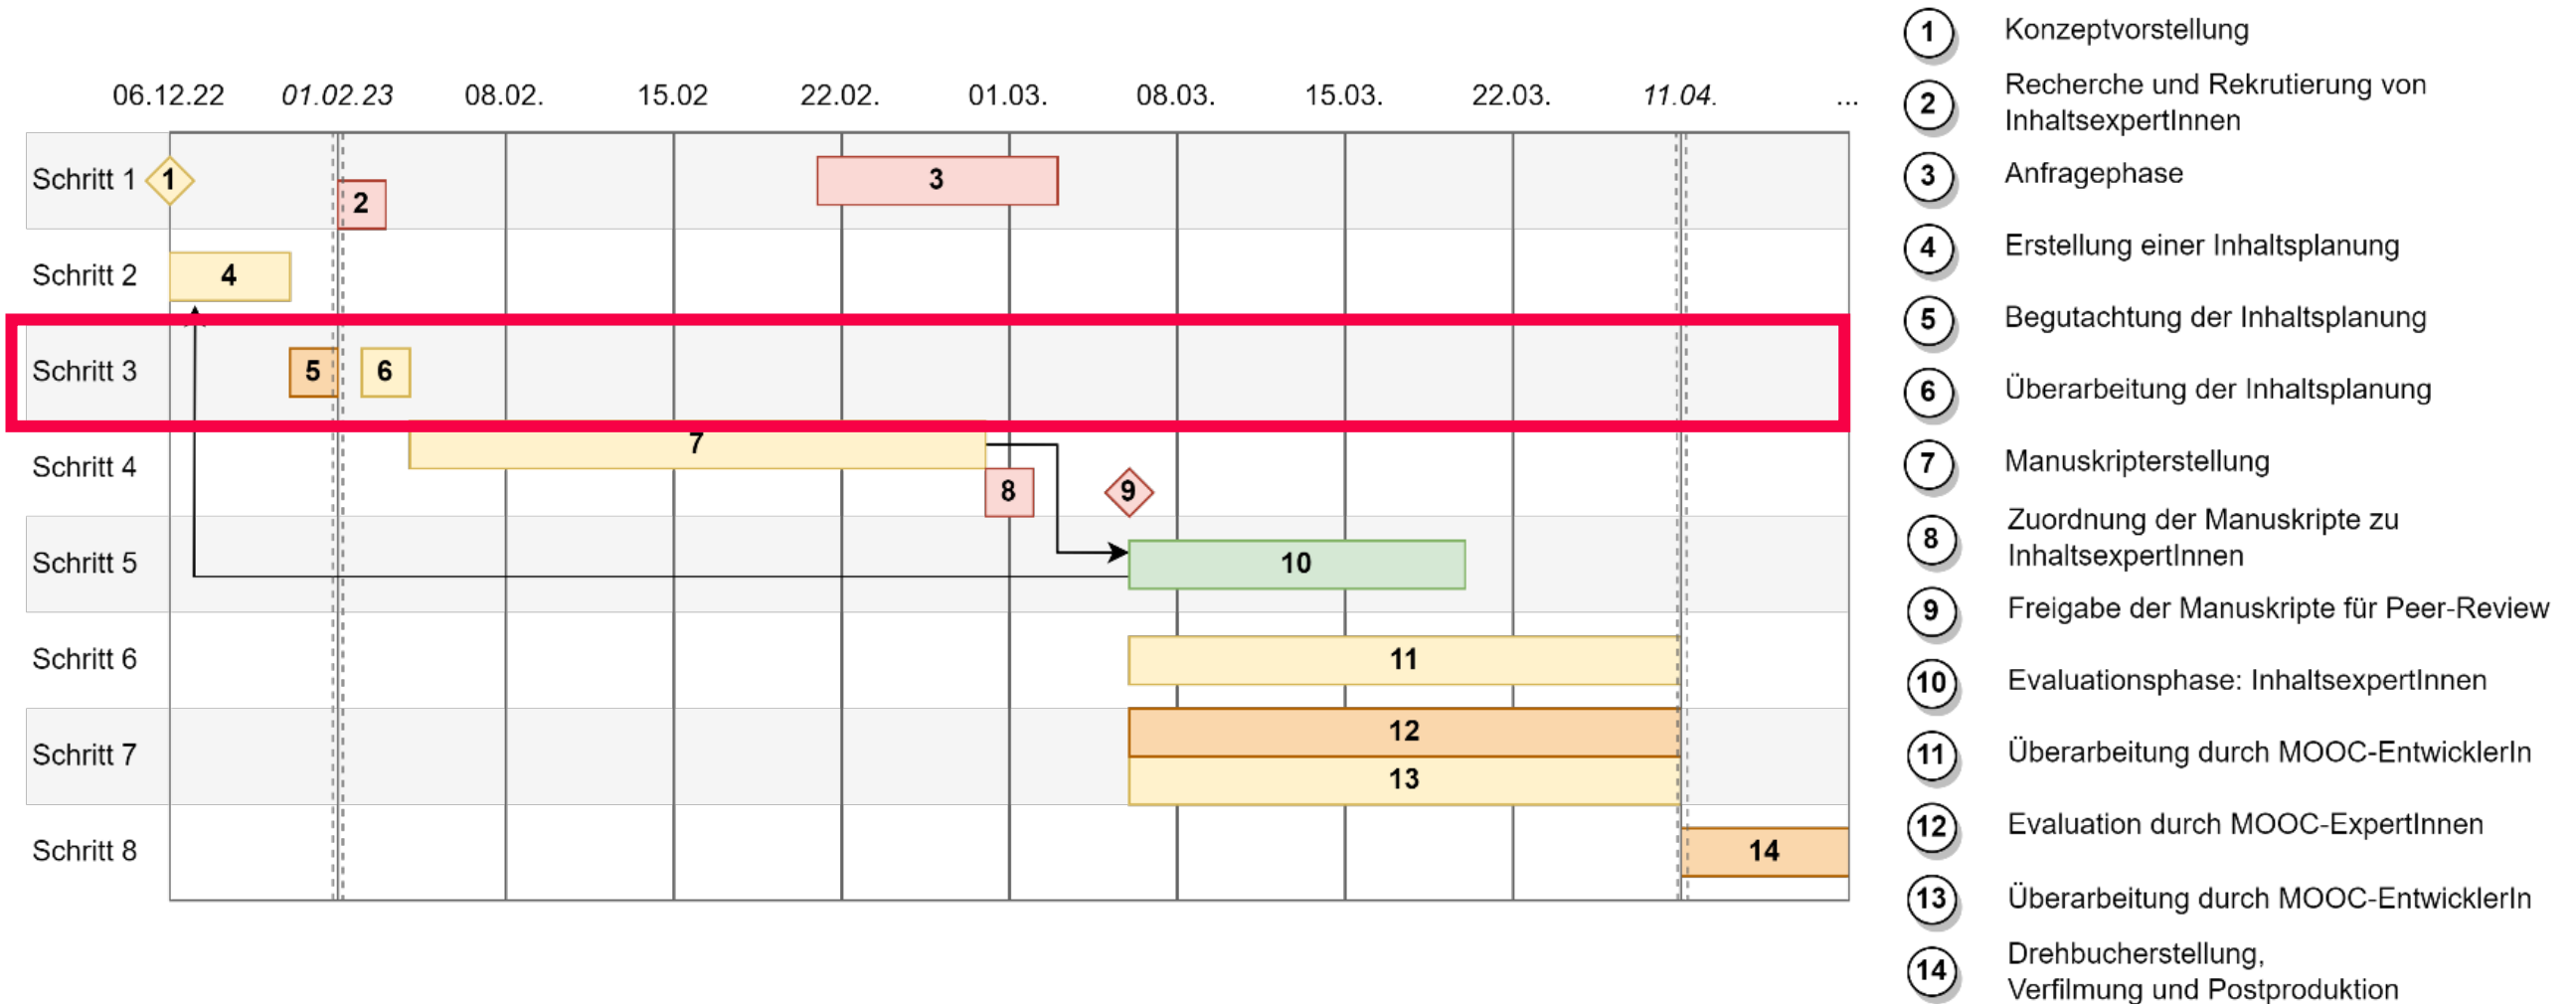 06.12.22 01.02.23 08.02. 15.02 22.02. 01.03. 08.03. 15.03. 22.03. 11.04. ...
Schritt 1 1 2 3
Schritt 2 4
Schritt 3 5 6
Schritt 4 7 8 9
Schritt 5 10
Schritt 6 11
Schritt 7 12
13
Schritt 8 14
1 Konzeptvorstellung
2 Recherche und Rekrutierung von
InhaltsexpertInnen
3 Anfragephase
4 Erstellung einer Inhaltsplanung
5 Begutachtung der Inhaltsplanung
6 Überarbeitung der Inhaltsplanung
7 Manuskripterstellung
8 Zuordnung der Manuskripte zu
InhaltsexpertInnen
9 Freigabe der Manuskripte für Peer-Review
10 Evaluationsphase: InhaltsexpertInnen
11 Überarbeitung durch MOOC-EntwicklerIn
12 Evaluation durch MOOC-ExpertInnen
13 Überarbeitung durch MOOC-EntwicklerIn
14 Drehbucherstellung,
Verfilmung und Postproduktion